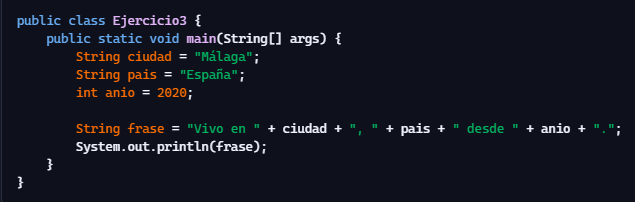 public class Ejercicio3 {
    public static void main(String[] args) {
        String ciudad = "Málaga";
        String pais = "España";
        int anio = 2020;

        String frase = "Vivo en " + ciudad + ", " + pais + " desde " + anio + ".";
        System.out.println(frase);
    }
}